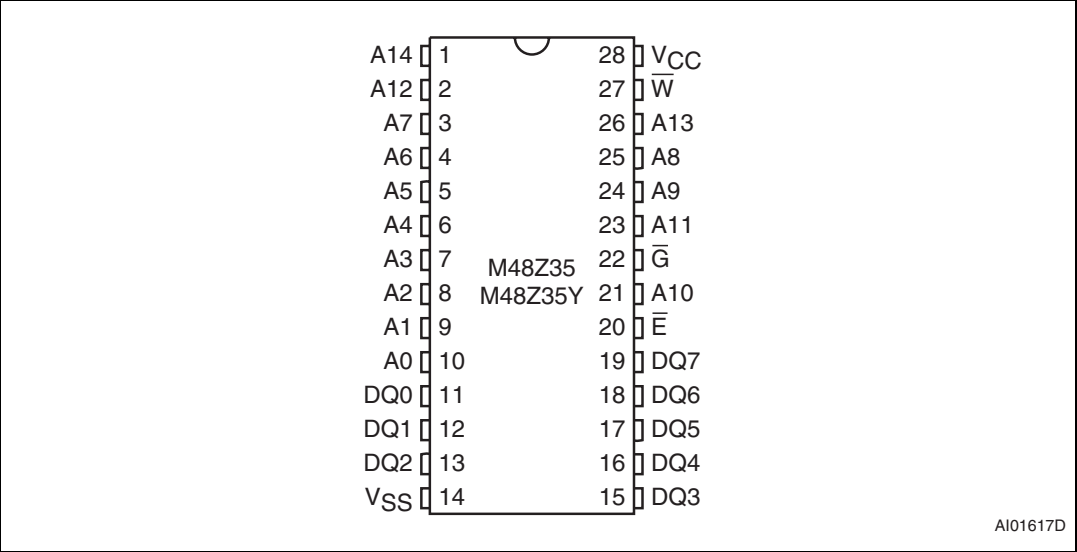 A14 1 28 VCC
A12 2 27 W̅
A7 3 26 A13
A6 4 25 A8
A5 5 24 A9
A4 6 23 A11
A3 7 22 G̅
M48Z35
A2 8 21 A10
M48Z35Y
A1 9 20 E̅
A0 10 19 DQ7
DQ0 11 18 DQ6
DQ1 12 17 DQ5
DQ2 13 16 DQ4
VSS 14 15 DQ3
AI01617D